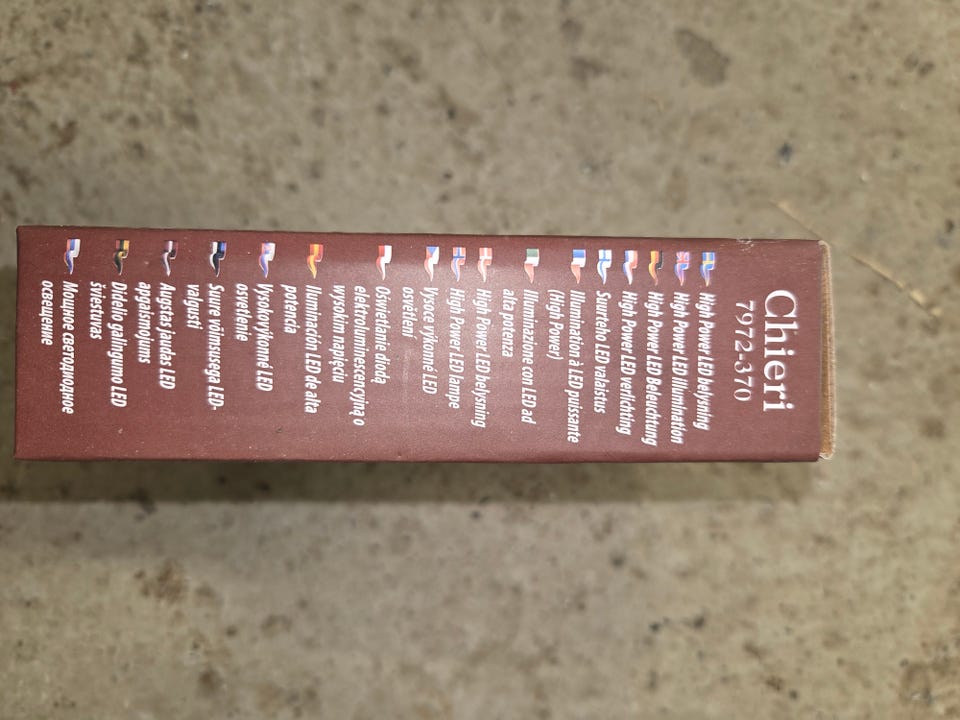 Chieri
7972-370
High Power LED belysning
High Power LED Illumination
High Power LED Beleuchtung
High Power LED verlichting
Suurteho LED valaistus
Illumination à LED puissante
(High Power)
Illuminazione con LED ad
alta potenza
High Power LED belysning
High Power LED lampe
Vysoce výkonné LED
osvětlení
Oświetlanie diodą
elektroluminescencyjną o
wysokim napięciu
Iluminación LED de alta
potencia
Vysokovýkonné LED
osvetlenie
Suure võimsusega LED-
valgusti
Augstas jaudas LED
apgaismojums
Didelio galingumo LED
šviestuvas
Мощное светодиодное
освещение